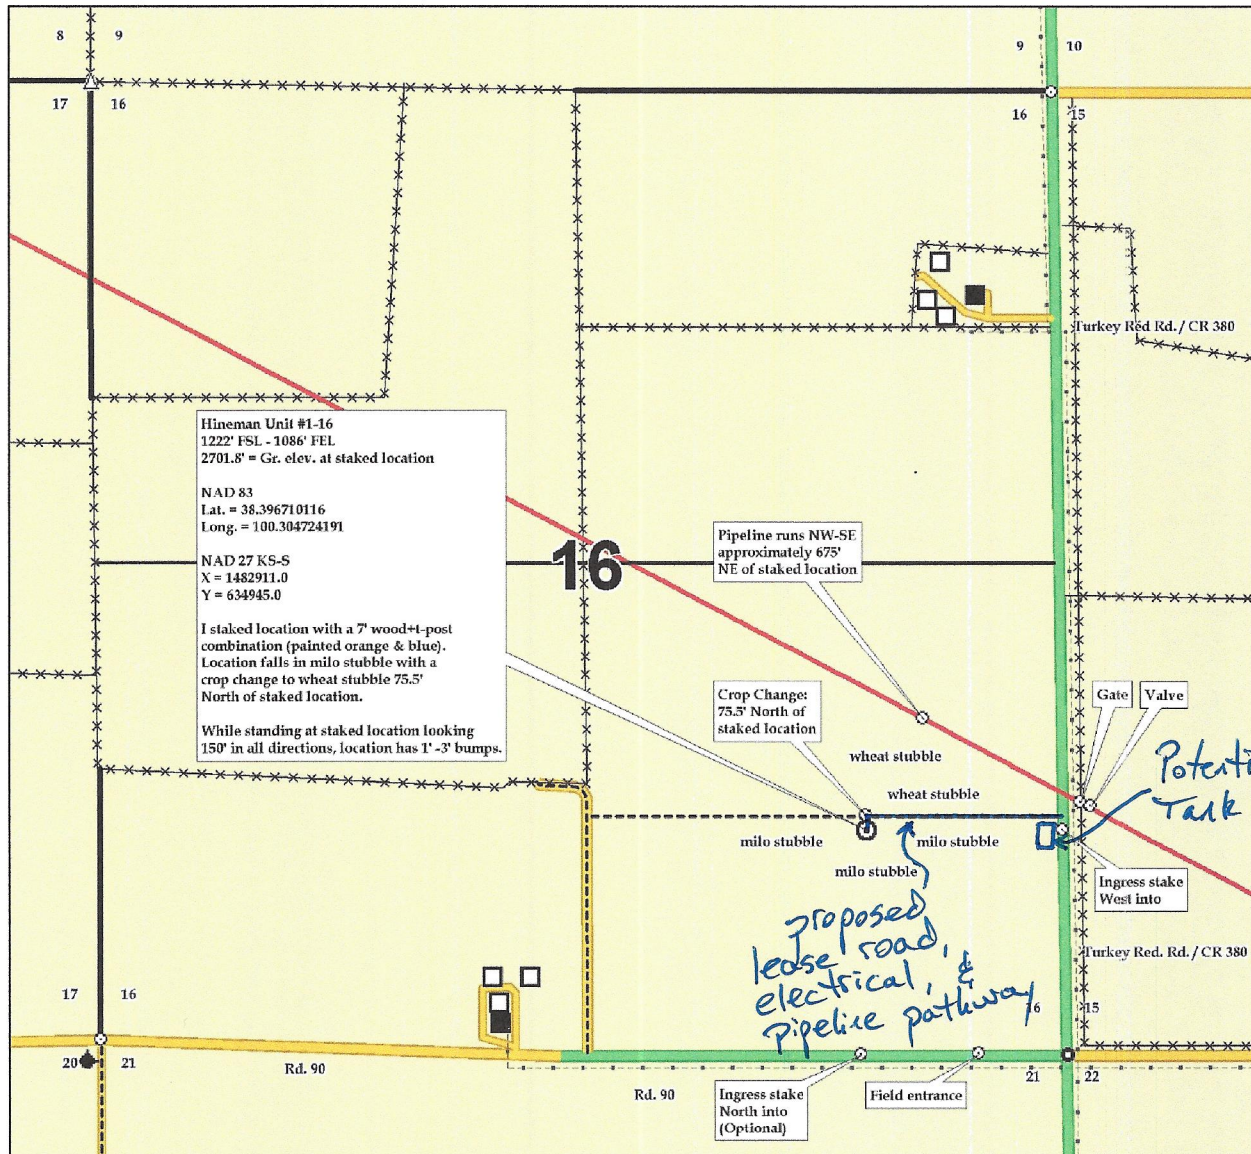 8 9
9 10
17 16
16 15
Turkey Red Rd./ CR 380
Hineman Unit #1-16
1222' FSL - 1086' FEL
2701.8' = Gr. elev. at staked location
NAD 83
Lat. = 38.396710116
Long. = 100.304724191
NAD 27 KS-S
X = 1482911.0
Y = 634945.0
I staked location with a 7' wood+t-post
combination (painted orange & blue).
Location falls in milo stubble with a
crop change to wheat stubble 75.5'
North of staked location.
While standing at staked location looking
150' in all directions, location has 1' -3' bumps.
16
Pipeline runs NW-SE
approximately 675'
NE of staked location
Crop Change:
75.5' North of
staked location
Gate
Valve
wheat stubble
wheat stubble
Tank
milo stubble
milo stubble
milo stubble
Ingress stake
West into
proposed
lease road,
electrical, &
pipeline pathway
Turkey Red. Rd./ CR 380
17 16
16 15
20 21
Rd. 90
Rd. 90
21 22
Ingress stake
North into
(Optional)
Field entrance